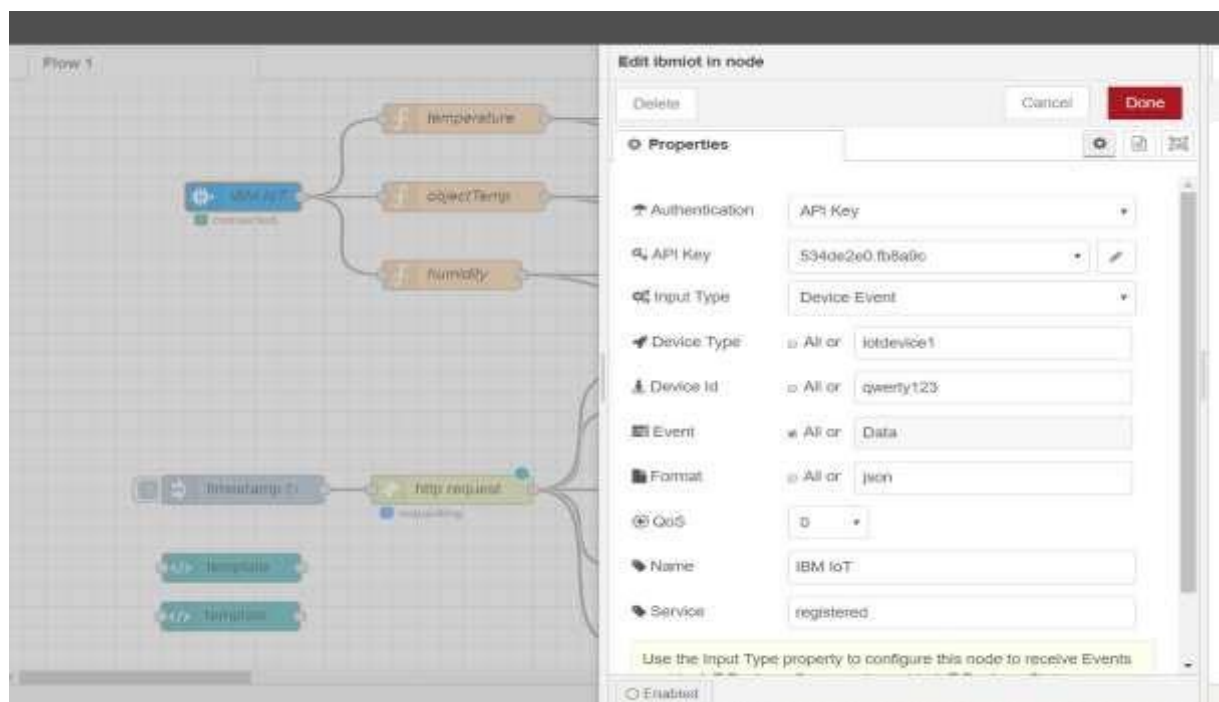 Flow 1
temperature
IBM IOT
connected
objectTemp
humidity
timestamp
http request
requesting
template
template
Edit ibmiot in node
Delete
Cancel
Done
Properties
Authentication
API Key
API Key
534de2e0.fb8a9c
Input Type
Device Event
Device Type
All or
iotdevice1
Device Id
All or
qwerty123
Event
All or
Data
Format
All or
json
QoS
0
Name
IBM IoT
Service
registered
Use the Input Type property to configure this node to receive Events
Enabled